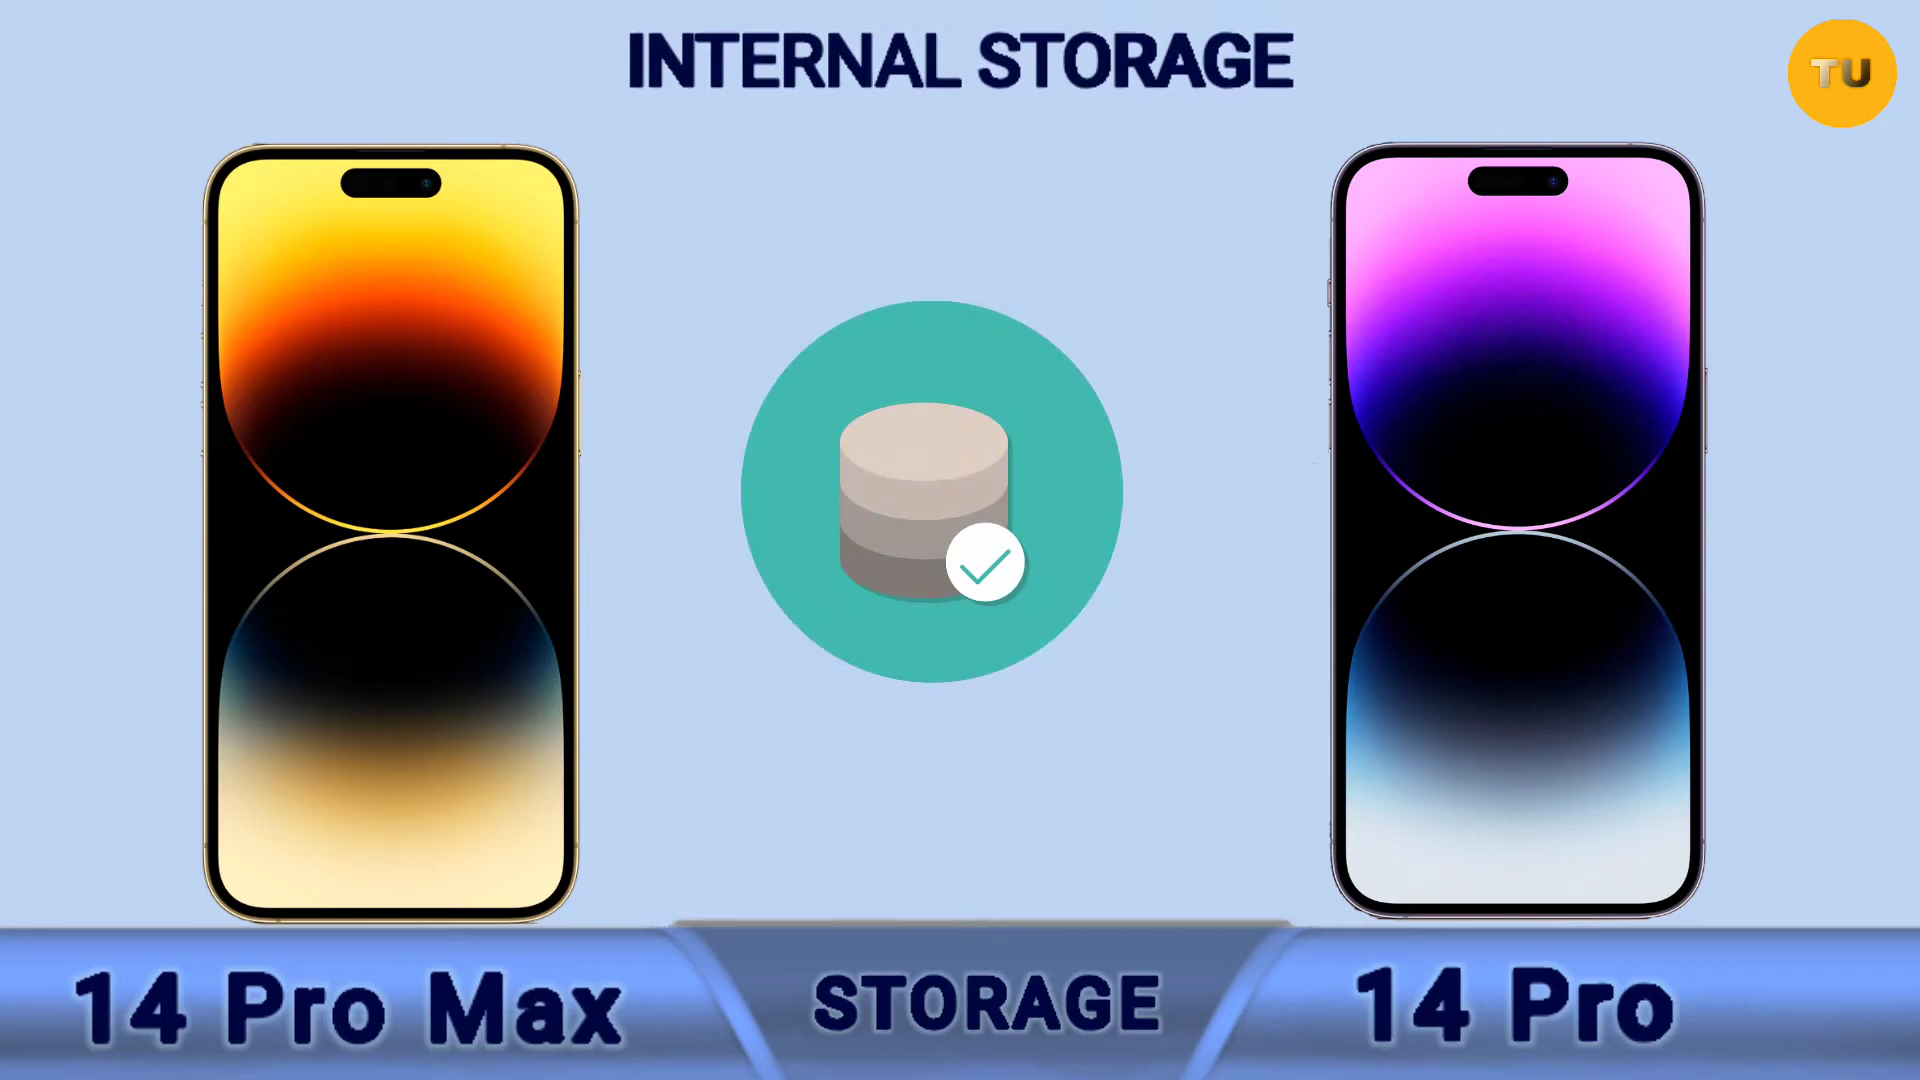 INTERNAL STORAGE
TU
14 Pro Max
STORAGE
14 Pro